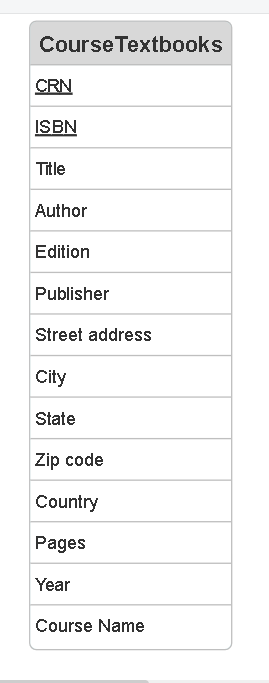 CourseTextbooks
CRN
ISBN
Title
Author
Edition
Publisher
Street address
City
State
Zip code
Country
Pages
Year
Course Name